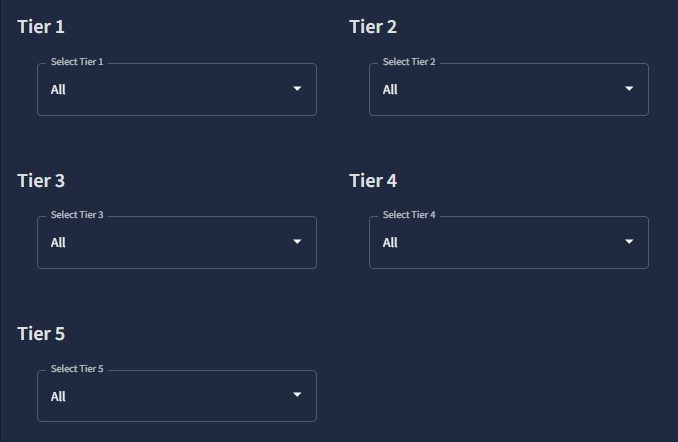 Tier 1
Select Tier 1
All
Tier 2
Select Tier 2
All
Tier 3
Select Tier 3
All
Tier 4
Select Tier 4
All
Tier 5
Select Tier 5
All